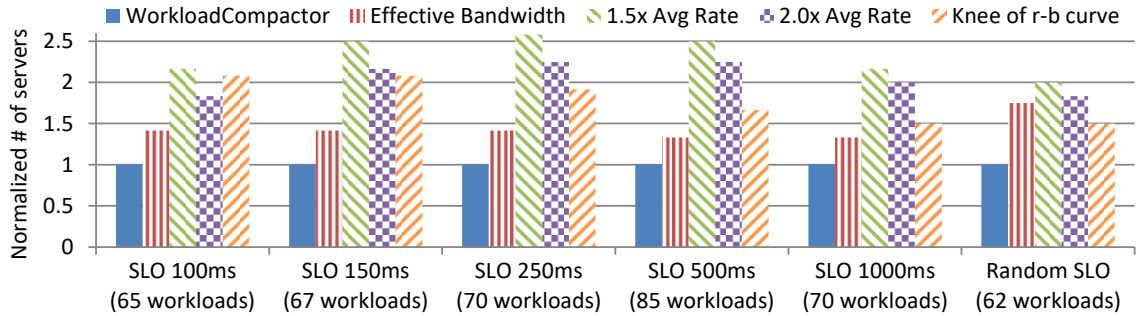 WorkloadCompactor Effective Bandwidth 1.5x Avg Rate 2.0x Avg Rate Knee of r-b curve
Normalized # of servers
2.5
2
1.5
1
0.5
0
SLO 100ms SLO 150ms SLO 250ms SLO 500ms SLO 1000ms Random SLO
(65 workloads) (67 workloads) (70 workloads) (85 workloads) (70 workloads) (62 workloads)